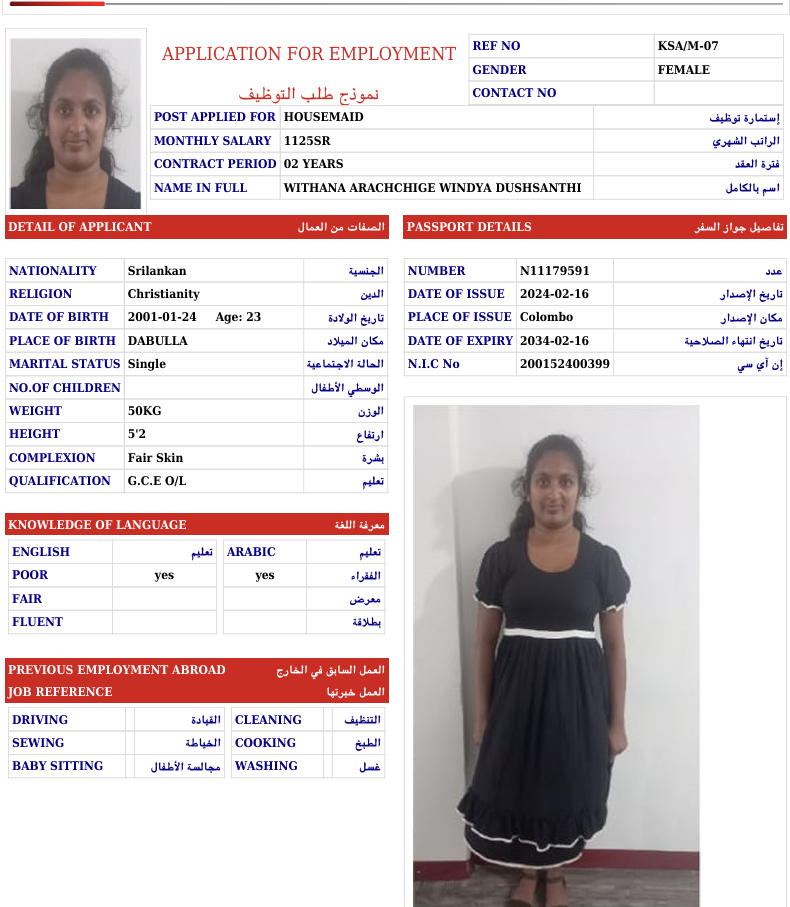 APPLICATION FOR EMPLOYMENT
نموذج طلب التوظيف
REF NO KSA/M-07
GENDER FEMALE
CONTACT NO
POST APPLIED FOR HOUSEMAID إستمارة توظيف
MONTHLY SALARY 1125SR الراتب الشهري
CONTRACT PERIOD 02 YEARS فترة العقد
NAME IN FULL WITHANA ARACHCHIGE WINDYA DUSHSANTHI اسم بالكامل
DETAIL OF APPLICANT الصفات من العمال
NATIONALITY Srilankan الجنسية
RELIGION Christianity الدين
DATE OF BIRTH 2001-01-24 Age: 23 تاريخ الولادة
PLACE OF BIRTH DABULLA مكان الميلاد
MARITAL STATUS Single الحالة الاجتماعية
NO.OF CHILDREN الوسطي الأطفال
WEIGHT 50KG الوزن
HEIGHT 5'2 ارتفاع
COMPLEXION Fair Skin بشرة
QUALIFICATION G.C.E O/L تعليم
PASSPORT DETAILS تفاصيل جواز السفر
NUMBER N11179591 عدد
DATE OF ISSUE 2024-02-16 تاريخ الإصدار
PLACE OF ISSUE Colombo مكان الإصدار
DATE OF EXPIRY 2034-02-16 تاريخ انتهاء الصلاحية
N.I.C No 200152400399 إن آي سي
KNOWLEDGE OF LANGUAGE معرفة اللغة
ENGLISH تعليم ARABIC تعليم
POOR yes yes الفقراء
FAIR معرض
FLUENT بطلاقة
PREVIOUS EMPLOYMENT ABROAD العمل السابق في الخارج
JOB REFERENCE العمل خبرتها
DRIVING القيادة CLEANING التنظيف
SEWING الخياطة COOKING الطبخ
BABY SITTING مجالسة الأطفال WASHING غسل